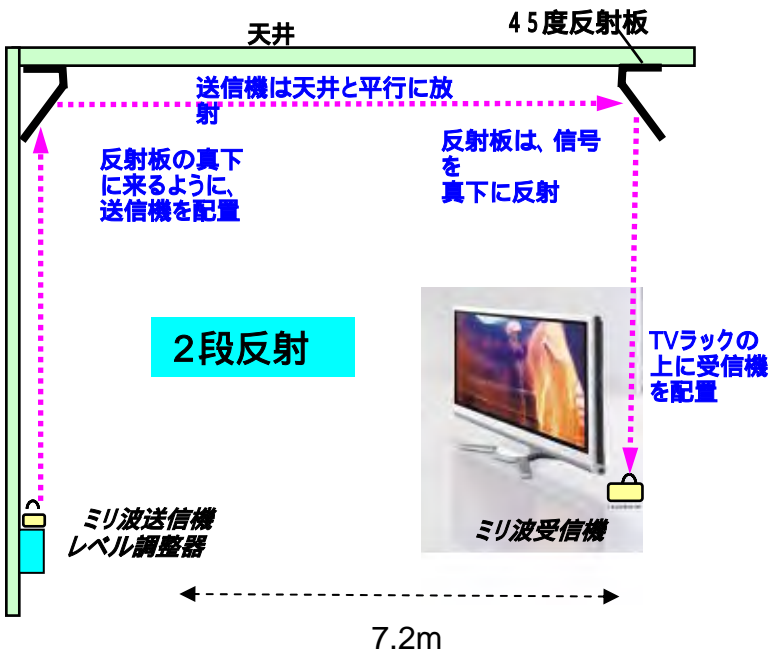 天井
45度反射板
送信機は天井と平行に放
射
反射板の真下
に来るように、
送信機を配置
反射板は、信号
を
真下に反射
2段反射
TVラックの
上に受信機
を配置
ミリ波送信機
レベル調整器
ミリ波受信機
7.2m